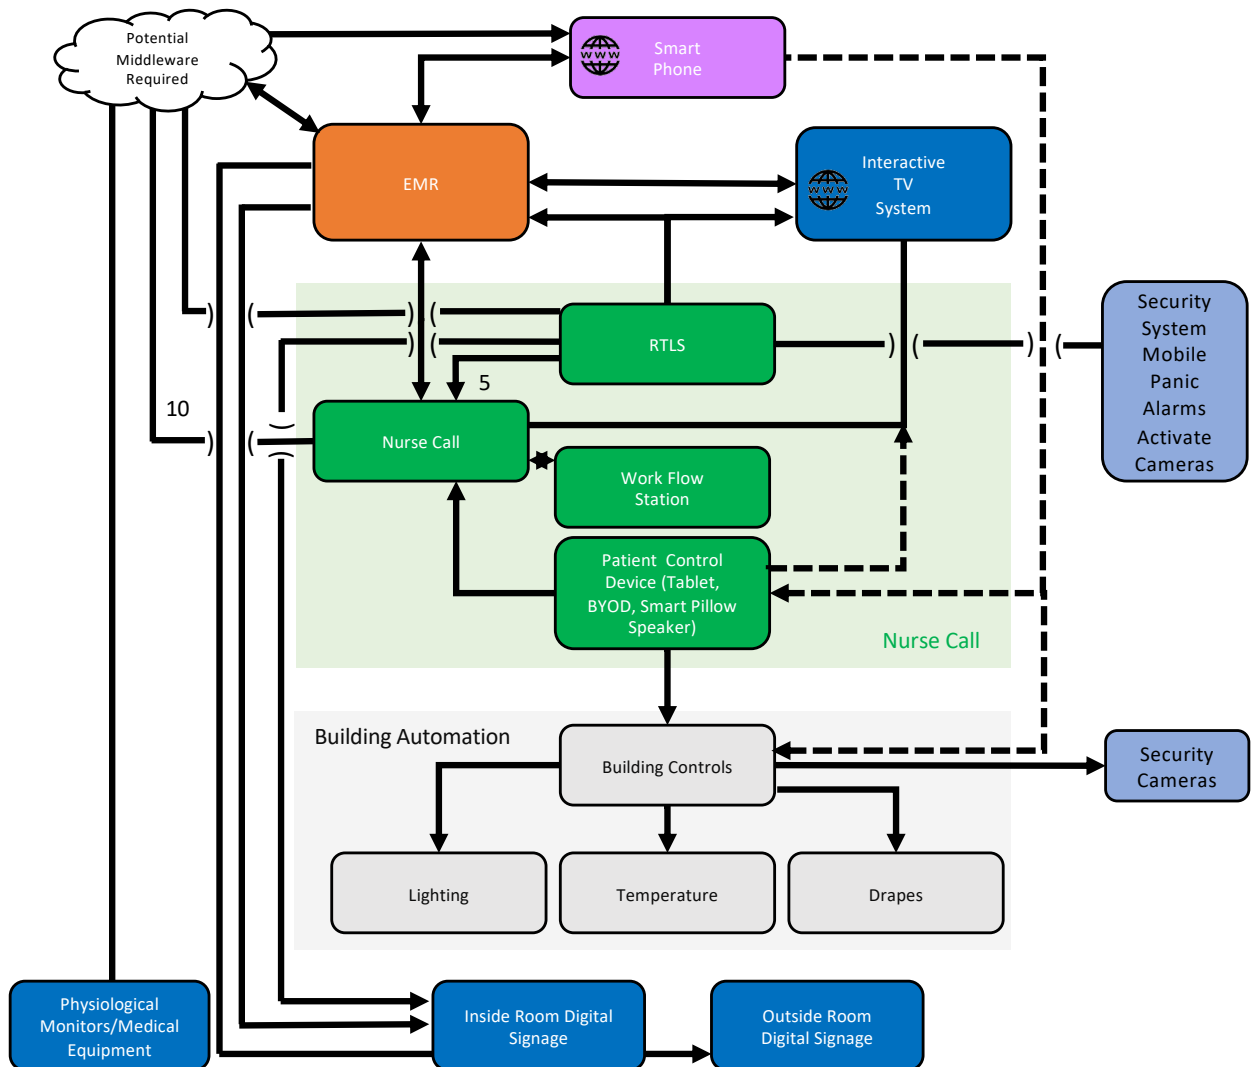 Potential
Middleware
Required
www
Smart
Phone
EMR
www
Interactive
TV
System
Security
System
Mobile
Panic
Alarms
Activate
Cameras
RTLS
5
10
Nurse Call
Work Flow
Station
Patient Control
Device (Tablet,
BYOD, Smart Pillow
Speaker)
Nurse Call
Building Automation
Building Controls
Security
Cameras
Lighting
Temperature
Drapes
Physiological
Monitors/Medical
Equipment
Inside Room Digital
Signage
Outside Room
Digital Signage